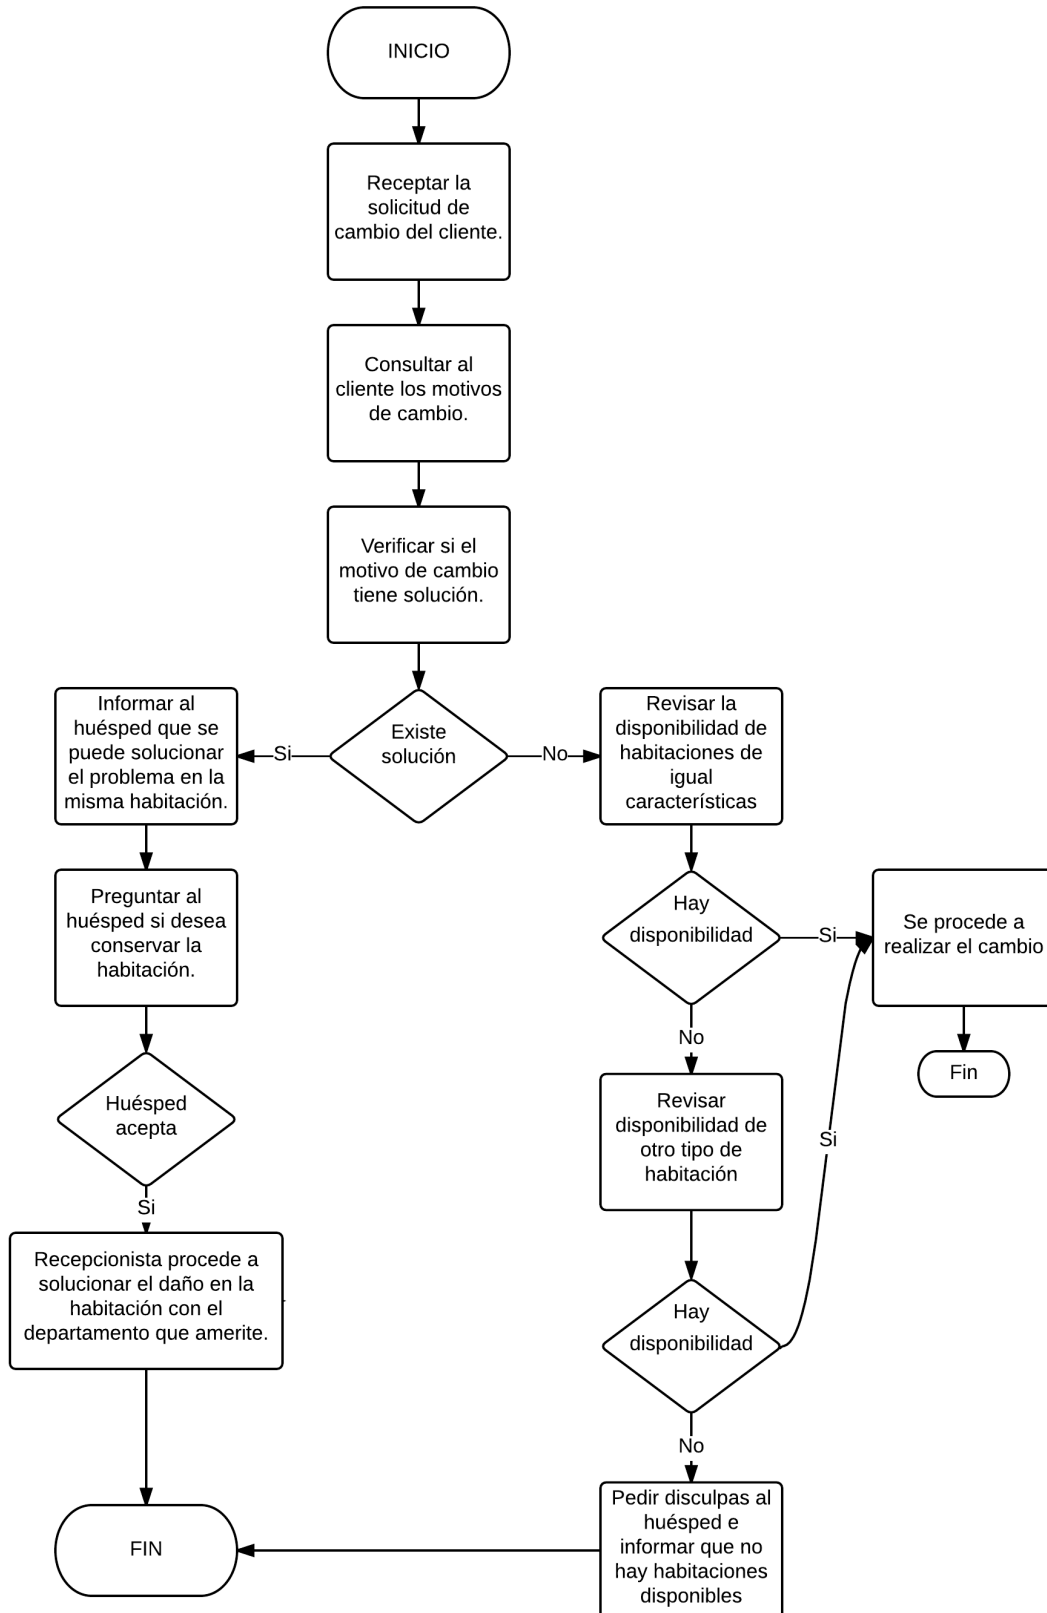 INICIO
Receptar la
solicitud de
cambio del cliente.
Consultar al
cliente los motivos
de cambio.
Verificar si el
motivo de cambio
tiene solución.
Existe
solución
Si
No
Informar al
huésped que se
puede solucionar
el problema en la
misma habitación.
Preguntar al
huésped si desea
conservar la
habitación.
Huésped
acepta
Si
Recepcionista procede a
solucionar el daño en la
habitación con el
departamento que amerite.
FIN
Revisar la
disponibilidad de
habitaciones de
igual
características
Hay
disponibilidad
Si
Se procede a
realizar el cambio
Fin
No
Revisar
disponibilidad de
otro tipo de
habitación
Si
Hay
disponibilidad
No
Pedir disculpas al
huésped e
informar que no
hay habitaciones
disponibles